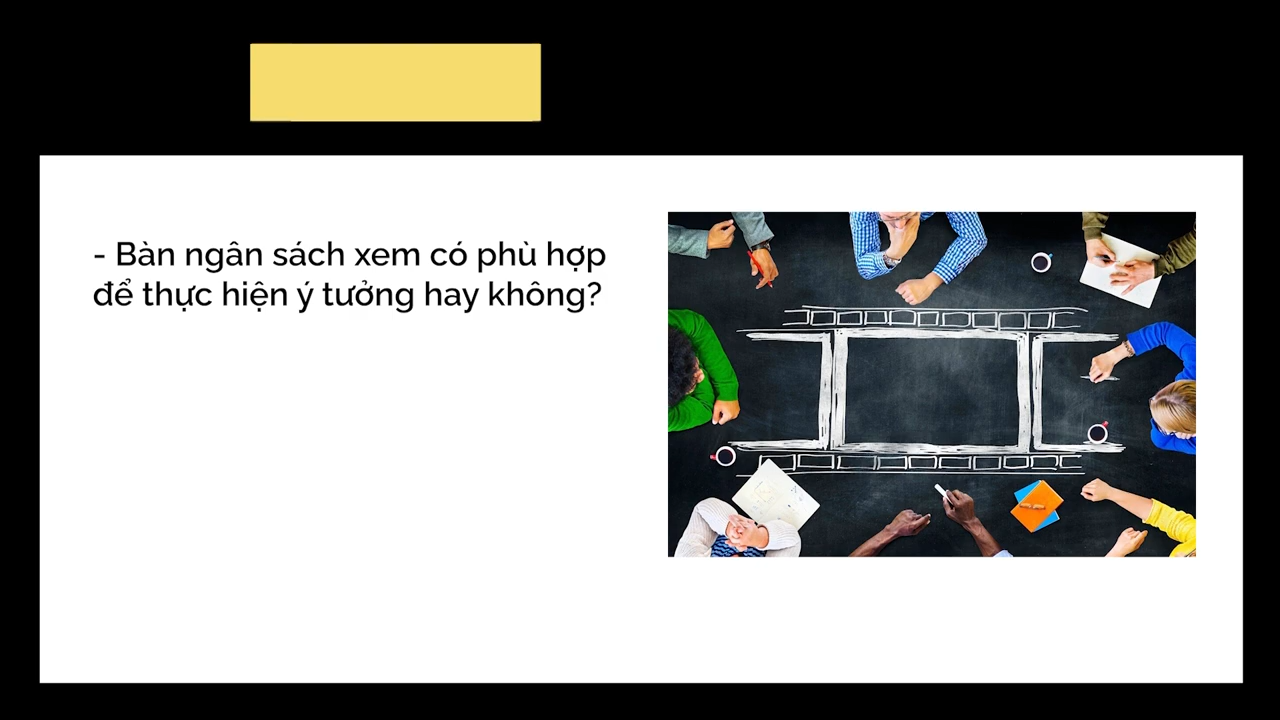 - Bàn ngân sách xem có phù hợp
để thực hiện ý tưởng hay không?